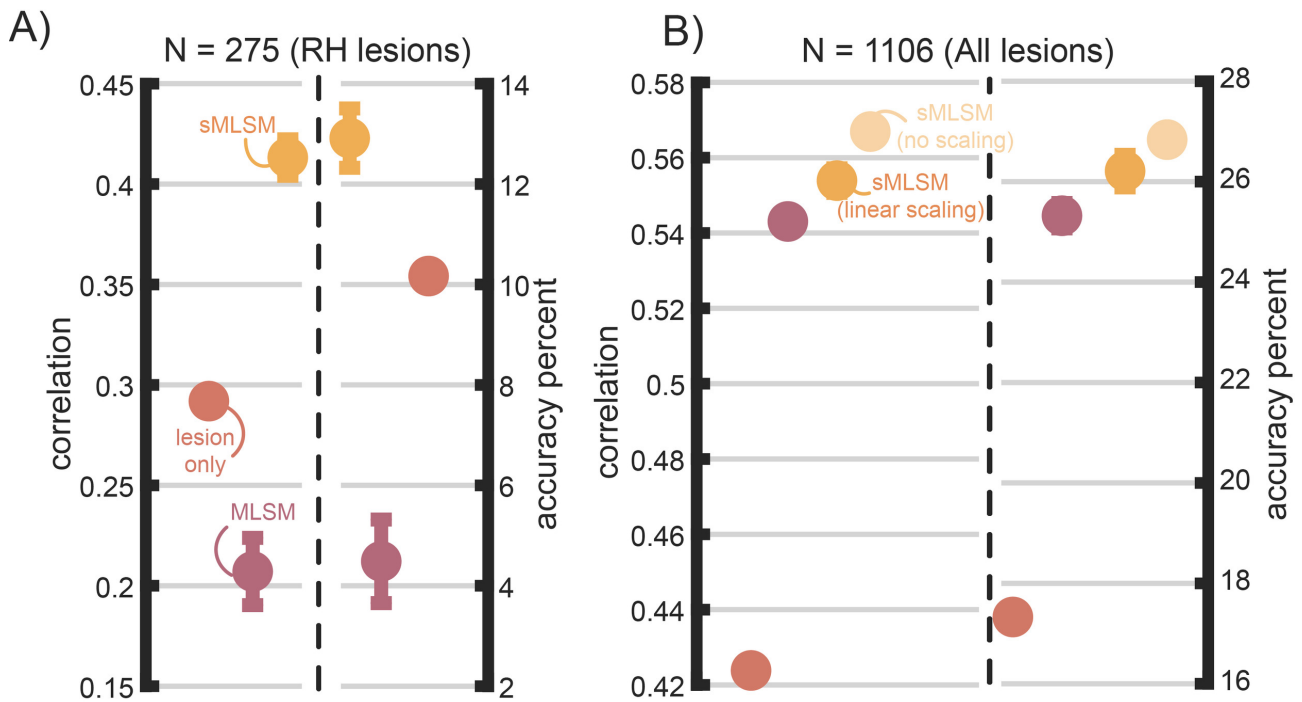 A)
N = 275 (RH lesions)
correlation
0.45
0.4
0.35
0.3
0.25
0.2
0.15
sMLSM
lesion
only
MLSM
14
12
10
8
6
4
2
accuracy percent
B)
N = 1106 (All lesions)
correlation
0.58
0.56
0.54
0.52
0.5
0.48
0.46
0.44
0.42
sMLSM
(no scaling)
sMLSM
(linear scaling)
28
26
24
22
20
18
16
accuracy percent